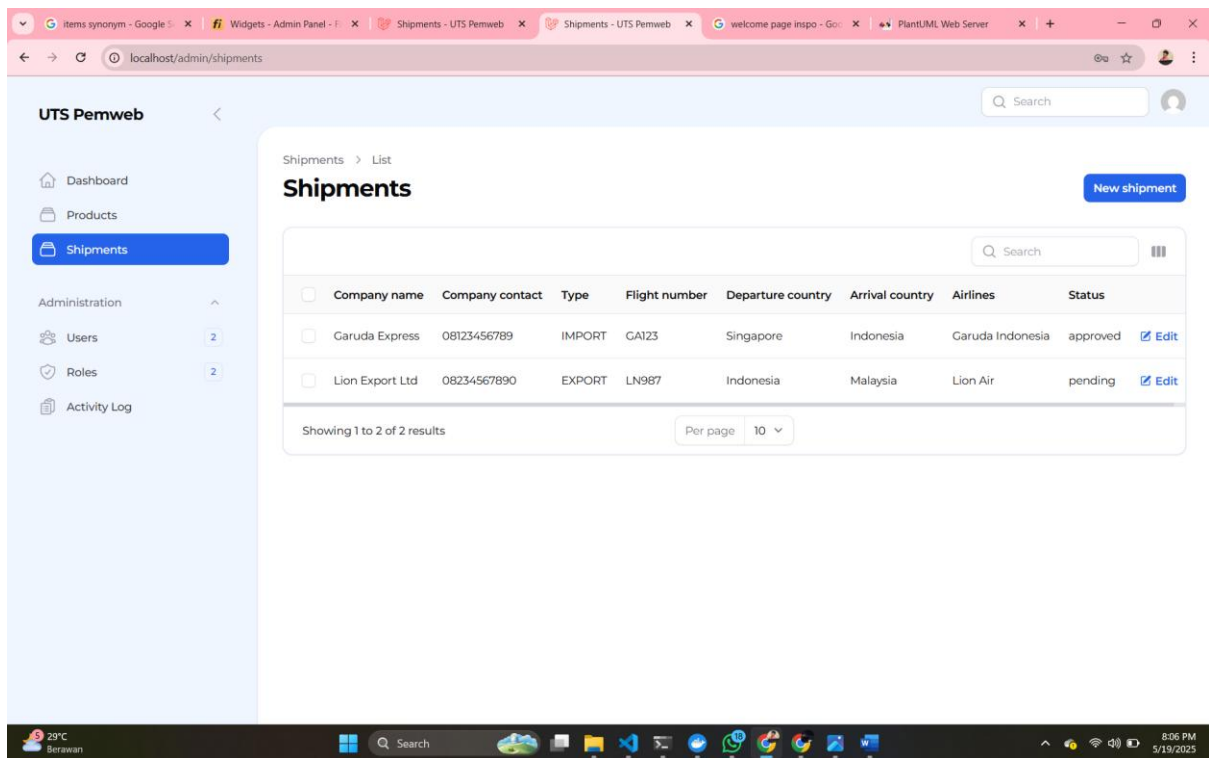 items synonym - Google S
Widgets - Admin Panel - F
Shipments - UTS Pemweb
Shipments - UTS Pemweb
welcome page inspo - Goo
PlantUML Web Server
localhost/admin/shipments
UTS Pemweb
Search
Dashboard
Products
Shipments
Administration
Users 2
Roles 2
Activity Log
Shipments > List
Shipments
New shipment
Search
Company name Company contact Type Flight number Departure country Arrival country Airlines Status
Garuda Express 08123456789 IMPORT GA123 Singapore Indonesia Garuda Indonesia approved Edit
Lion Export Ltd 08234567890 EXPORT LN987 Indonesia Malaysia Lion Air pending Edit
Showing 1 to 2 of 2 results
Per page 10
5
29°C
Berawan
Search
18
8:06 PM
5/19/2025